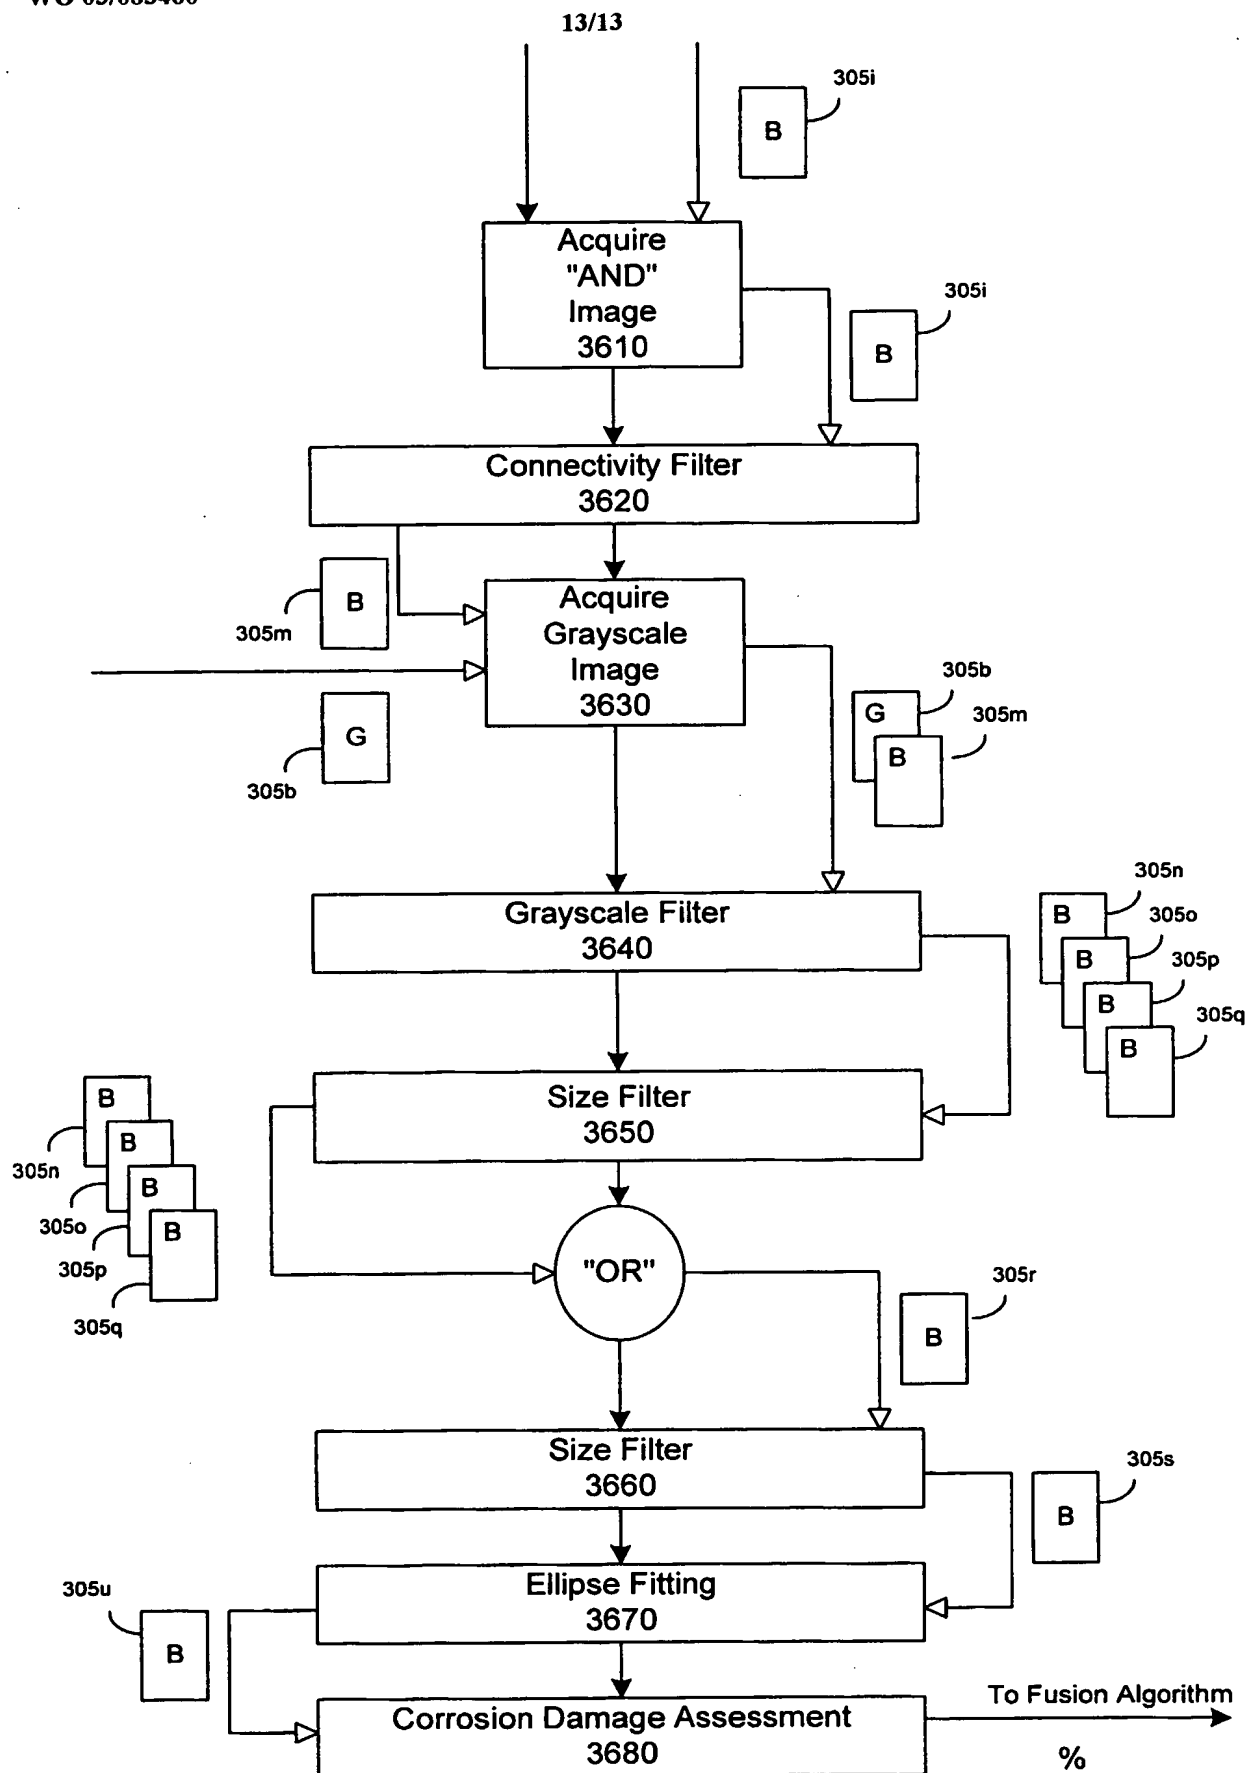 13/13
305i
B
Acquire
"AND"
Image
3610
305i
B
Connectivity Filter
3620
B
305m
Acquire
Grayscale
Image
3630
G
305b
305b
G
305m
B
Grayscale Filter
3640
305n
B
305o
B
305p
B
305q
B
Size Filter
3650
B
305n
B
305o
B
305p
B
305q
"OR"
305r
B
Size Filter
3660
305s
B
Ellipse Fitting
3670
305u
B
Corrosion Damage Assessment
3680
To Fusion Algorithm
%